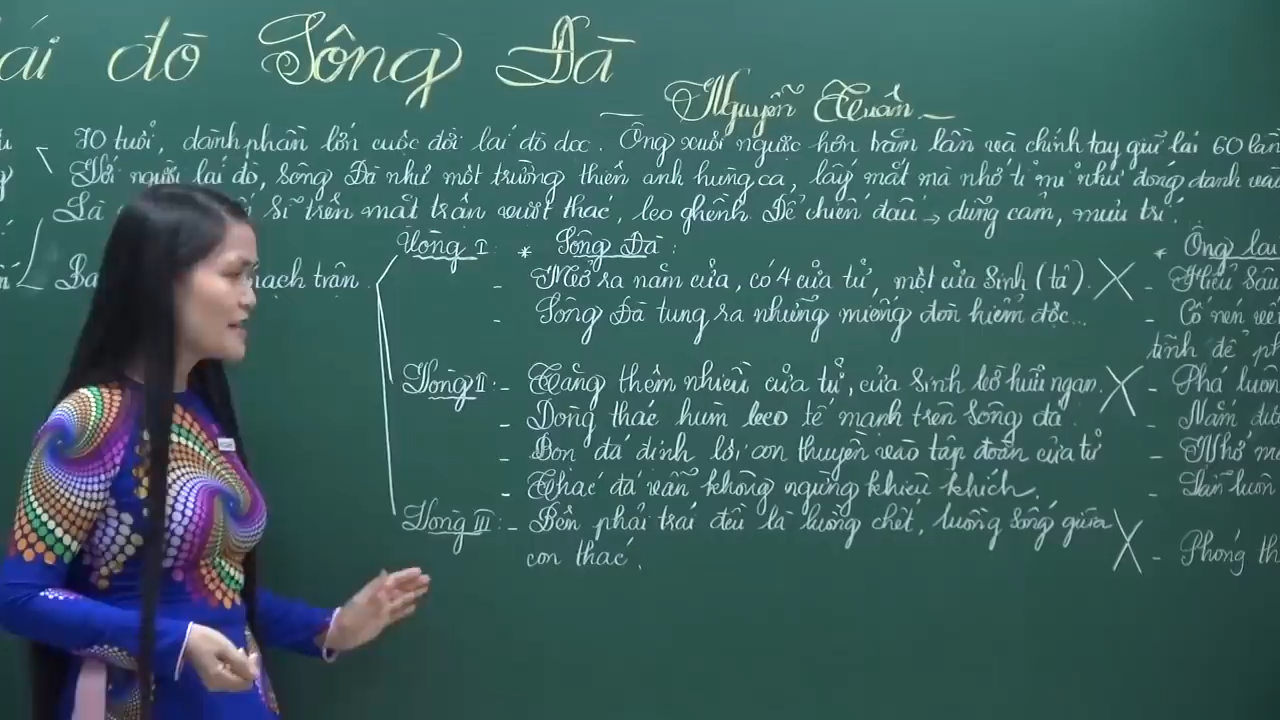 ái đò Sông Đà
— Nguyễn Tuân —
70 tuổi, dành phần lớn cuộc đời lái đò dọc. Ông xuôi ngược hơn trăm lần và chính tay giữ lái 60 lần
Với người lái đò, sông Đà như một trường thiên anh hùng ca, lấy mắt mà nhớ tỉ mỉ như đóng đanh vào
Là sĩ trên mặt trận vượt thác, leo ghềnh. Để chiến đấu → dũng cảm, mưu trí.
Vòng I: * Sông Đà: * Ông lái
Ba thạch trận.
- Mở ra năm cửa, có 4 cửa tử, một cửa sinh (tả). - Hiểu sâu
- Sông Đà tung ra những miếng đòn hiểm độc... - Cố nén vết
tỉnh để ph
Vòng II: - Tăng thêm nhiều cửa tử, cửa sinh leo hữu ngạn. - Phá luôn
- Dòng thác hùm beo tế mạnh trên sông đá - Nắm
- Bọn đá đính lời con thuyền vào tập đoàn cửa tử - Nhớ
- Thác đá vẫn không ngừng khiêu khích. - luôn
Vòng III: - Bên phải trái đều là luồng chết, luồng sống giữa
con thác. - Phóng th